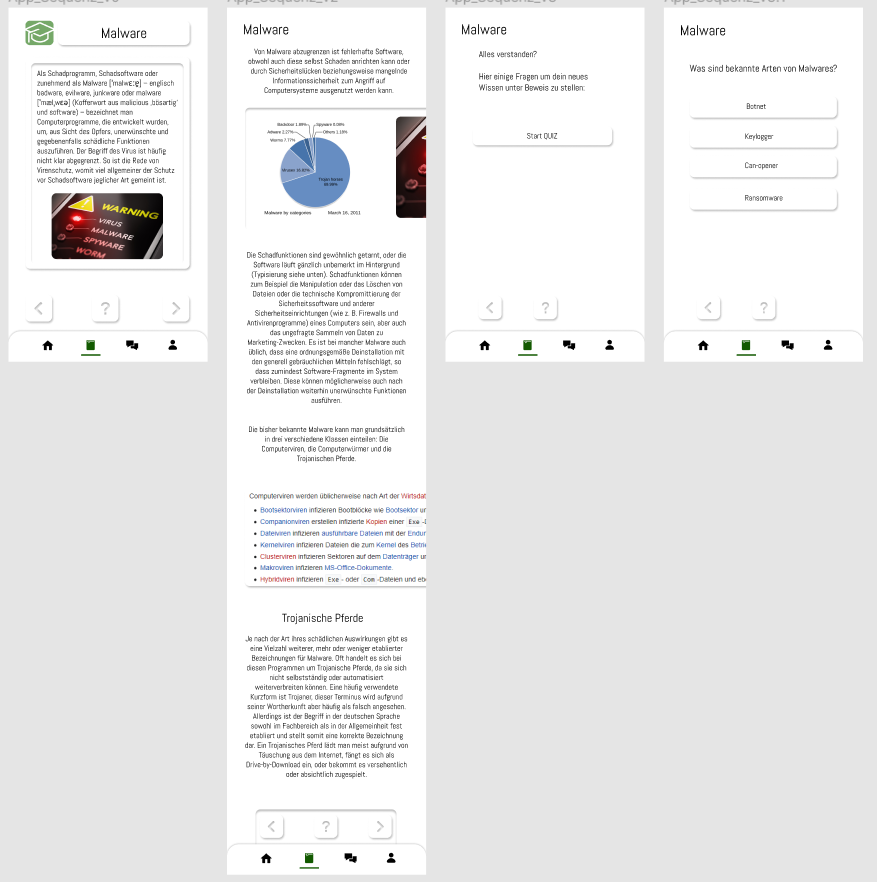 Malware
Als Schadprogramm, Schadsoftware oder
zunehmend als Malware [ˈmalwɛːɐ̯] – englisch
badware, evilware, junkware oder malware
[ˈmælˌwɛə] (Kofferwort aus malicious ‚bösartig'
und software) – bezeichnet man
Computerprogramme, die entwickelt wurden,
um, aus Sicht des Opfers, unerwünschte und
gegebenenfalls schädliche Funktionen
auszuführen. Der Begriff des Virus ist häufig
nicht klar abgegrenzt. So ist die Rede von
Virenschutz, womit viel allgemeiner der Schutz
vor Schadsoftware jeglicher Art gemeint ist.
WARNING
VIRUS
MALWARE
SPYWARE
WORM
?
Malware
Von Malware abzugrenzen ist fehlerhafte Software,
obwohl auch diese selbst Schaden anrichten kann oder
durch Sicherheitslücken beziehungsweise mangelnde
Informationssicherheit zum Angriff auf
Computersysteme ausgenutzt werden kann.
Backdoor 1.89%
Spyware 0.08%
Adware 2.27%
Others 1.18%
Worms 7.77%
Viruses 16.82%
Trojan horses
69.99%
Malware by categories March 16, 2011
Die Schadfunktionen sind gewöhnlich getarnt, oder die
Software läuft gänzlich unbemerkt im Hintergrund
(Typisierung siehe unten). Schadfunktionen können
zum Beispiel die Manipulation oder das Löschen von
Dateien oder die technische Kompromittierung der
Sicherheitssoftware und anderer
Sicherheitseinrichtungen (wie z. B. Firewalls und
Antivirenprogramme) eines Computers sein, aber auch
das ungefragte Sammeln von Daten zu
Marketing-Zwecken. Es ist bei mancher Malware auch
üblich, dass eine ordnungsgemäße Deinstallation mit
den generell gebräuchlichen Mitteln fehlschlägt, so
dass zumindest Software-Fragmente im System
verbleiben. Diese können möglicherweise auch nach
der Deinstallation weiterhin unerwünschte Funktionen
ausführen.
Die bisher bekannte Malware kann man grundsätzlich
in drei verschiedene Klassen einteilen: Die
Computerviren, die Computerwürmer und die
Trojanischen Pferde.
Computerviren werden üblicherweise nach Art der Wirtsdat
• Bootsektorviren infizieren Bootblöcke wie Bootsektor un
• Companionviren erstellen infizierte Kopien einer Exe -D
• Dateiviren infizieren ausführbare Dateien mit der Endun
• Kernelviren infizieren Dateien die zum Kernel des Betrie
• Clusterviren infizieren Sektoren auf dem Datenträger un
• Makroviren infizieren MS-Office-Dokumente.
• Hybridviren infizieren Exe - oder Com -Dateien und ebe
Trojanische Pferde
Je nach der Art ihres schädlichen Auswirkungen gibt es
eine Vielzahl weiterer, mehr oder weniger etablierter
Bezeichnungen für Malware. Oft handelt es sich bei
diesen Programmen um Trojanische Pferde, da sie sich
nicht selbstständig oder automatisiert
weiterverbreiten können. Eine häufig verwendete
Kurzform ist Trojaner, dieser Terminus wird aufgrund
seiner Wortherkunft aber häufig als falsch angesehen.
Allerdings ist der Begriff in der deutschen Sprache
sowohl im Fachbereich als in der Allgemeinheit fest
etabliert und stellt somit eine korrekte Bezeichnung
dar. Ein Trojanisches Pferd lädt man meist aufgrund von
Täuschung aus dem Internet, fängt es sich als
Drive-by-Download ein, oder bekommt es versehentlich
oder absichtlich zugespielt.
?
Malware
Alles verstanden?
Hier einige Fragen um dein neues
Wissen unter Beweis zu stellen:
Start QUIZ
?
Malware
Was sind bekannte Arten von Malwares?
Botnet
Keylogger
Can-opener
Ransomware
?